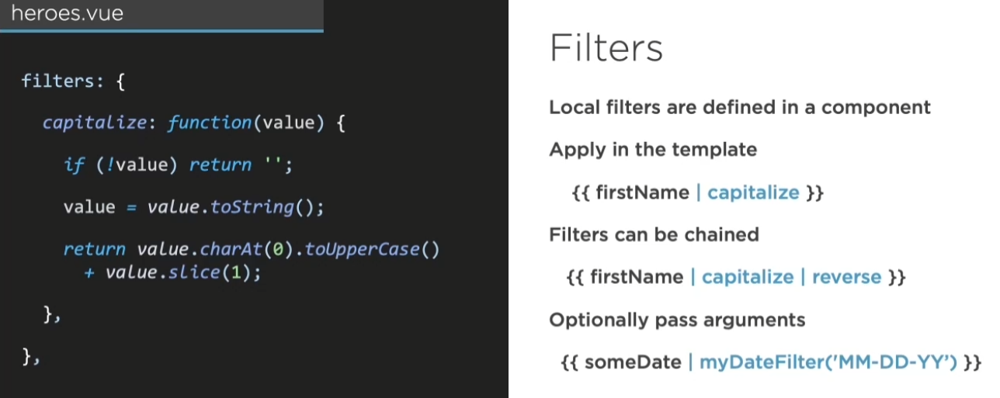 heroes.vue
filters: {
capitalize: function(value) {
if (!value) return '';
value = value.toString();
return value.charAt(0).toUpperCase()
+ value.slice(1);
},
},
Filters
Local filters are defined in a component
Apply in the template
{{ firstName | capitalize }}
Filters can be chained
{{ firstName | capitalize | reverse }}
Optionally pass arguments
{{ someDate | myDateFilter('MM-DD-YY’) }}